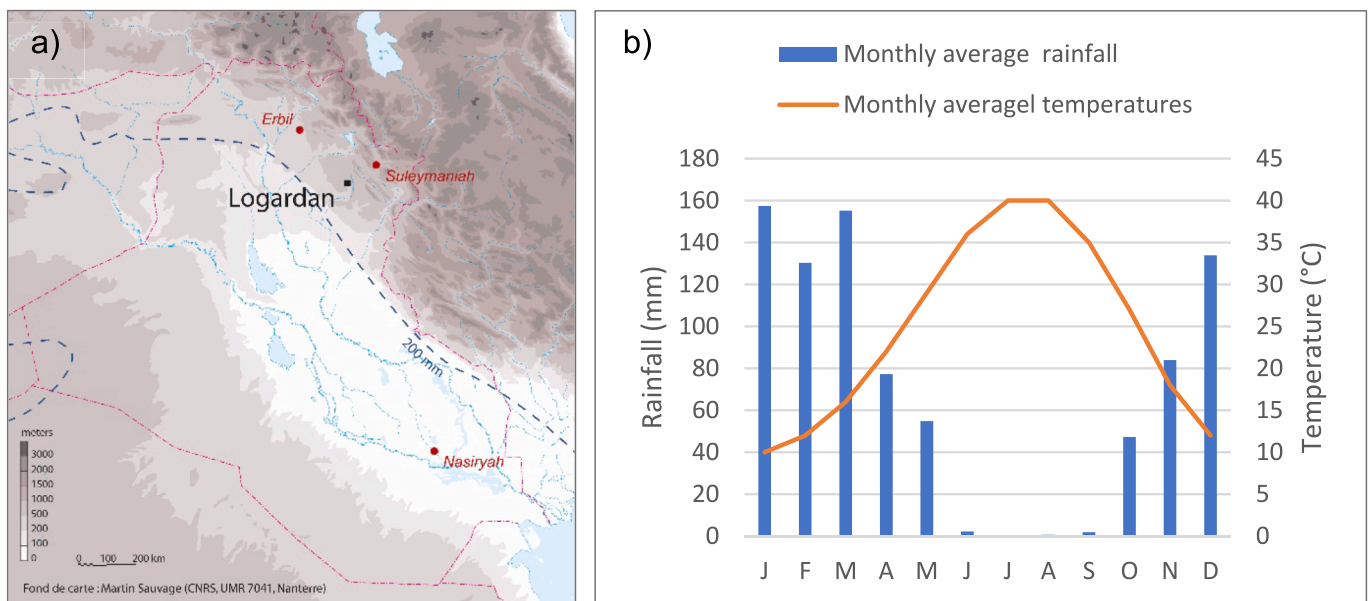 a)
Erbil
Suleymaniah
Logardan
200 mm
Nasiryah
meters
3000
2000
1500
1000
500
200
100
0
0 100 200 km
Fond de carte : Martin Sauvage (CNRS, UMR 7041, Nanterre)
b)
Monthly average rainfall
Monthly averagel temperatures
Rainfall (mm)
180
160
140
120
100
80
60
40
20
0
45
40
35
30
25
20
15
10
5
0
Temperature (°C)
J F M A M J J A S O N D